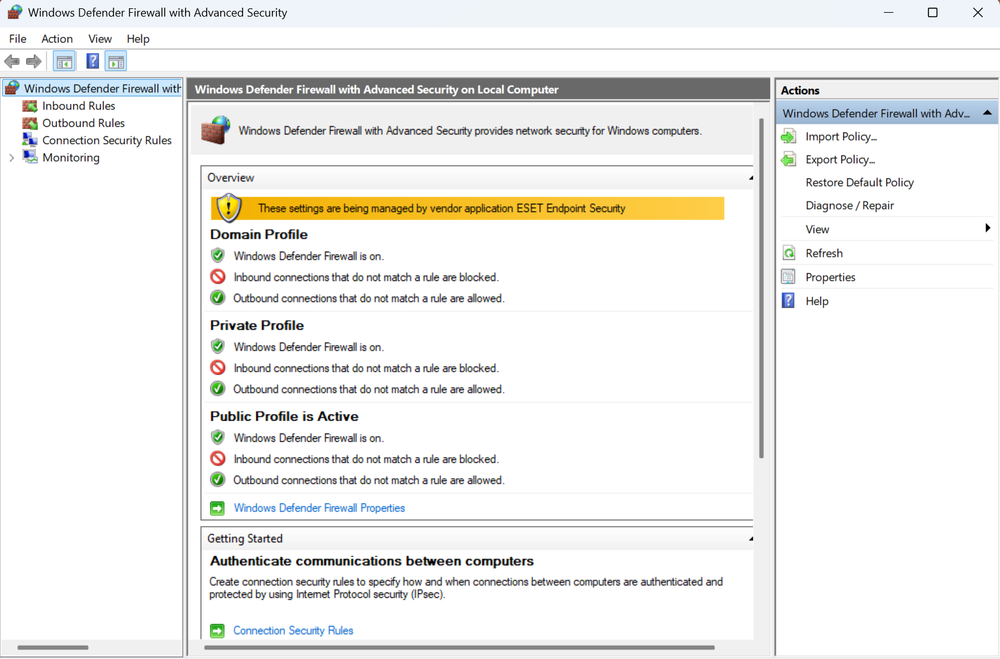 Windows Defender Firewall with Advanced Security
File Action View Help
Windows Defender Firewall with
Inbound Rules
Outbound Rules
Connection Security Rules
Monitoring
Windows Defender Firewall with Advanced Security on Local Computer
Windows Defender Firewall with Advanced Security provides network security for Windows computers.
Overview
These settings are being managed by vendor application ESET Endpoint Security
Domain Profile
Windows Defender Firewall is on.
Inbound connections that do not match a rule are blocked.
Outbound connections that do not match a rule are allowed.
Private Profile
Windows Defender Firewall is on.
Inbound connections that do not match a rule are blocked.
Outbound connections that do not match a rule are allowed.
Public Profile is Active
Windows Defender Firewall is on.
Inbound connections that do not match a rule are blocked.
Outbound connections that do not match a rule are allowed.
Windows Defender Firewall Properties
Getting Started
Authenticate communications between computers
Create connection security rules to specify how and when connections between computers are authenticated and
protected by using Internet Protocol security (IPsec).
Connection Security Rules
Actions
Windows Defender Firewall with Adv...
Import Policy...
Export Policy...
Restore Default Policy
Diagnose / Repair
View
Refresh
Properties
Help